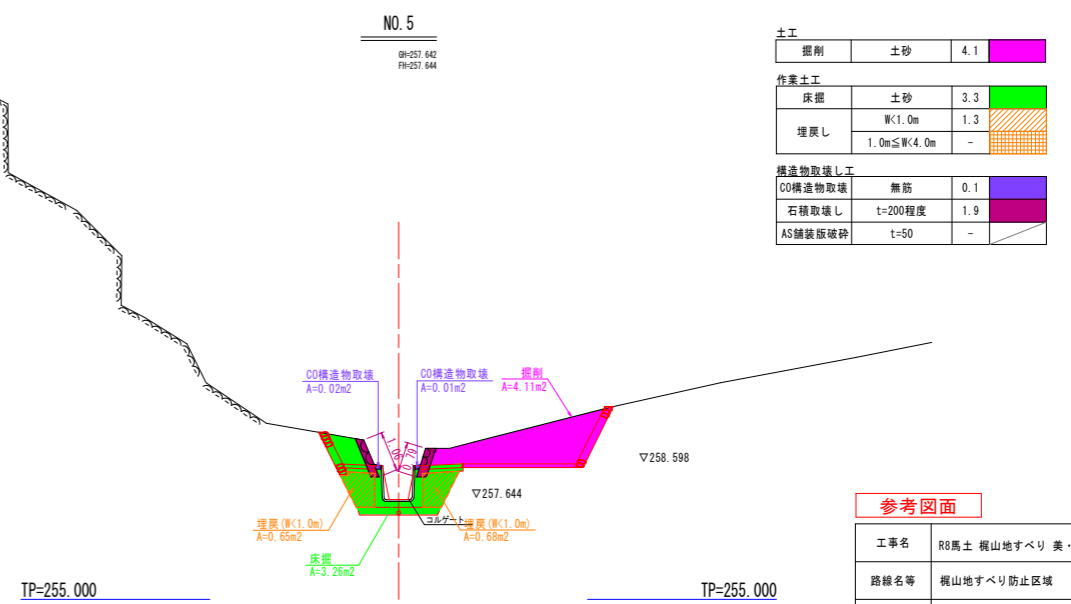 NO. 5
GH=257.642
FH=257.644
土工
掘削 土砂 4.1
作業土工
床掘 土砂 3.3
埋戻し W<1.0m 1.3
1.0m≦W<4.0m -
構造物取壊し工
CO構造物取壊 無筋 0.1
石積取壊し t=200程度 1.9
AS舗装版破砕 t=50 -
CO構造物取壊
A=0.02m2
CO構造物取壊
A=0.01m2
掘削
A=4.11m2
1.06
0.79
▽258.598
▽257.644
コルゲート
埋戻(W<1.0m)
A=0.65m2
埋戻(W<1.0m)
A=0.68m2
床掘
A=3.26m2
TP=255.000
TP=255.000
参考図面
工事名 R8馬土 梶山地すべり 美・
路線名等 梶山地すべり防止区域